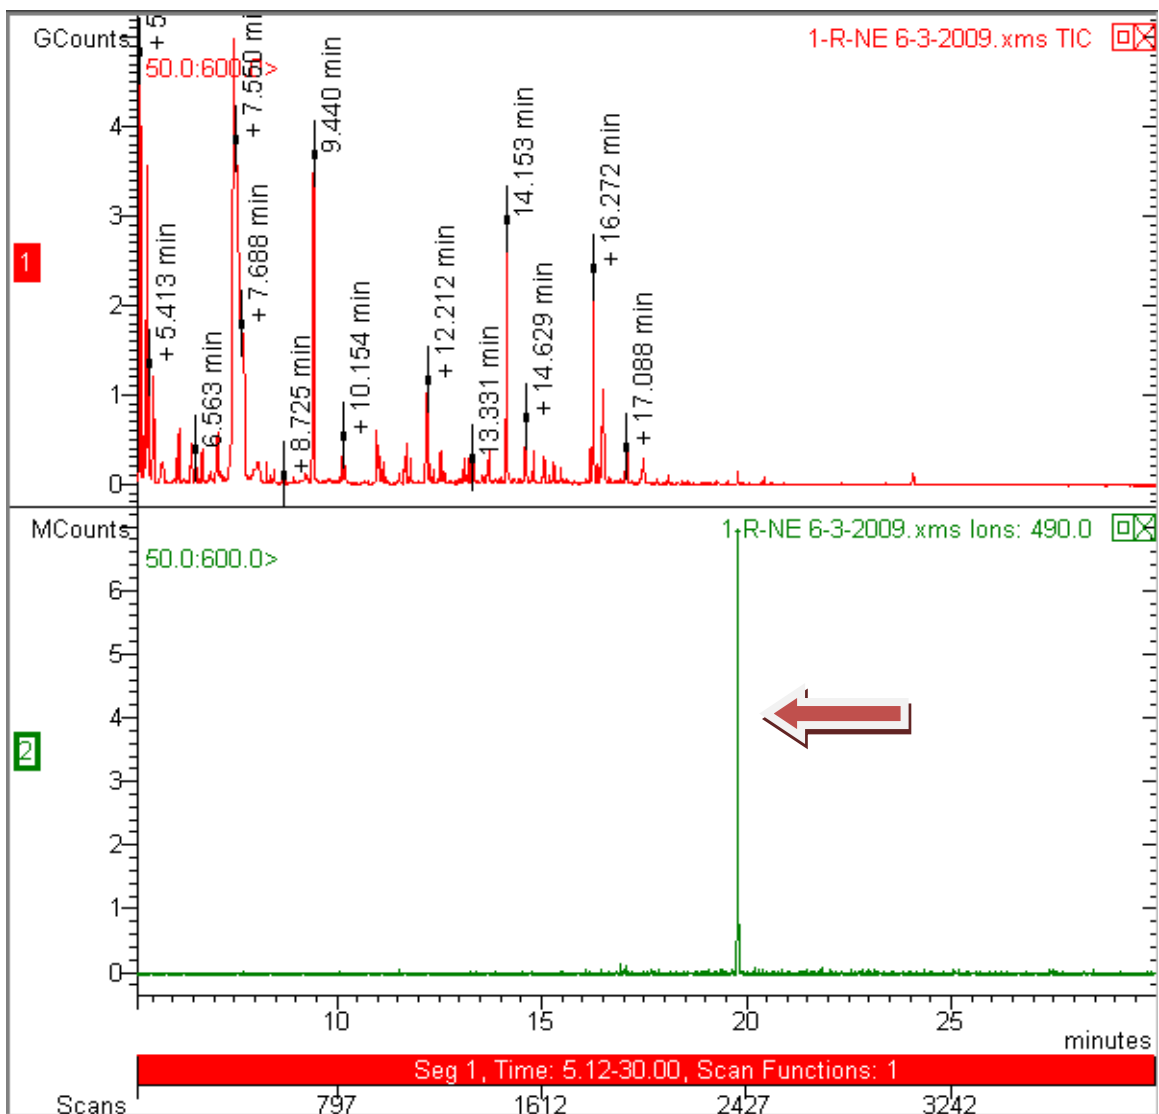 GCounts
1-R-NE 6-3-2009.xms TIC
50.0:600.0>
+ 5
+ 5.413 min
6.563 min
+ 7.550 min
+ 7.688 min
+ 8.725 min
9.440 min
+ 10.154 min
+ 12.212 min
13.331 min
14.153 min
+ 14.629 min
+ 16.272 min
+ 17.088 min
4
3
2
1
0
1
MCounts
1-R-NE 6-3-2009.xms Ions: 490.0
50.0:600.0>
6
5
4
3
2
1
0
2
10 15 20 25
minutes
Seg 1, Time: 5.12-30.00, Scan Functions: 1
Scans 797 1612 2427 3242